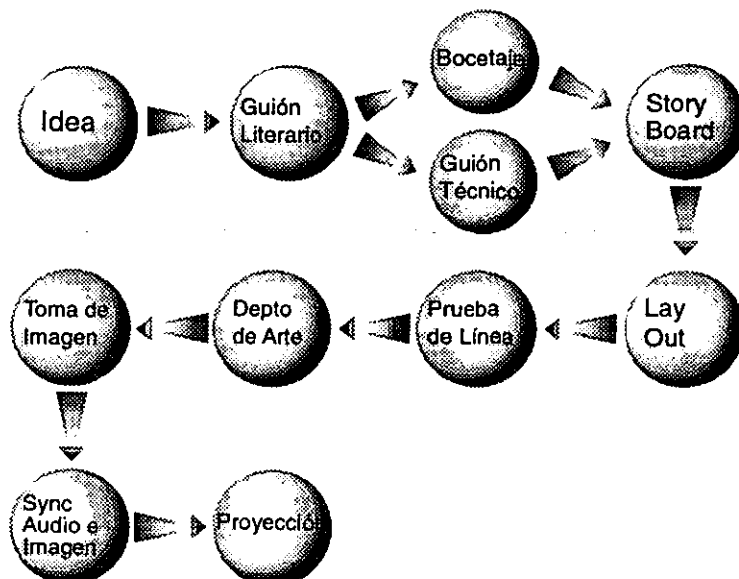 Idea
Guión
Literario
Bocetaje
Guión
Técnico
Story
Board
Lay
Out
Prueba
de Línea
Depto
de Arte
Toma de
Imagen
Sync
Audio e
Imagen
Proyección